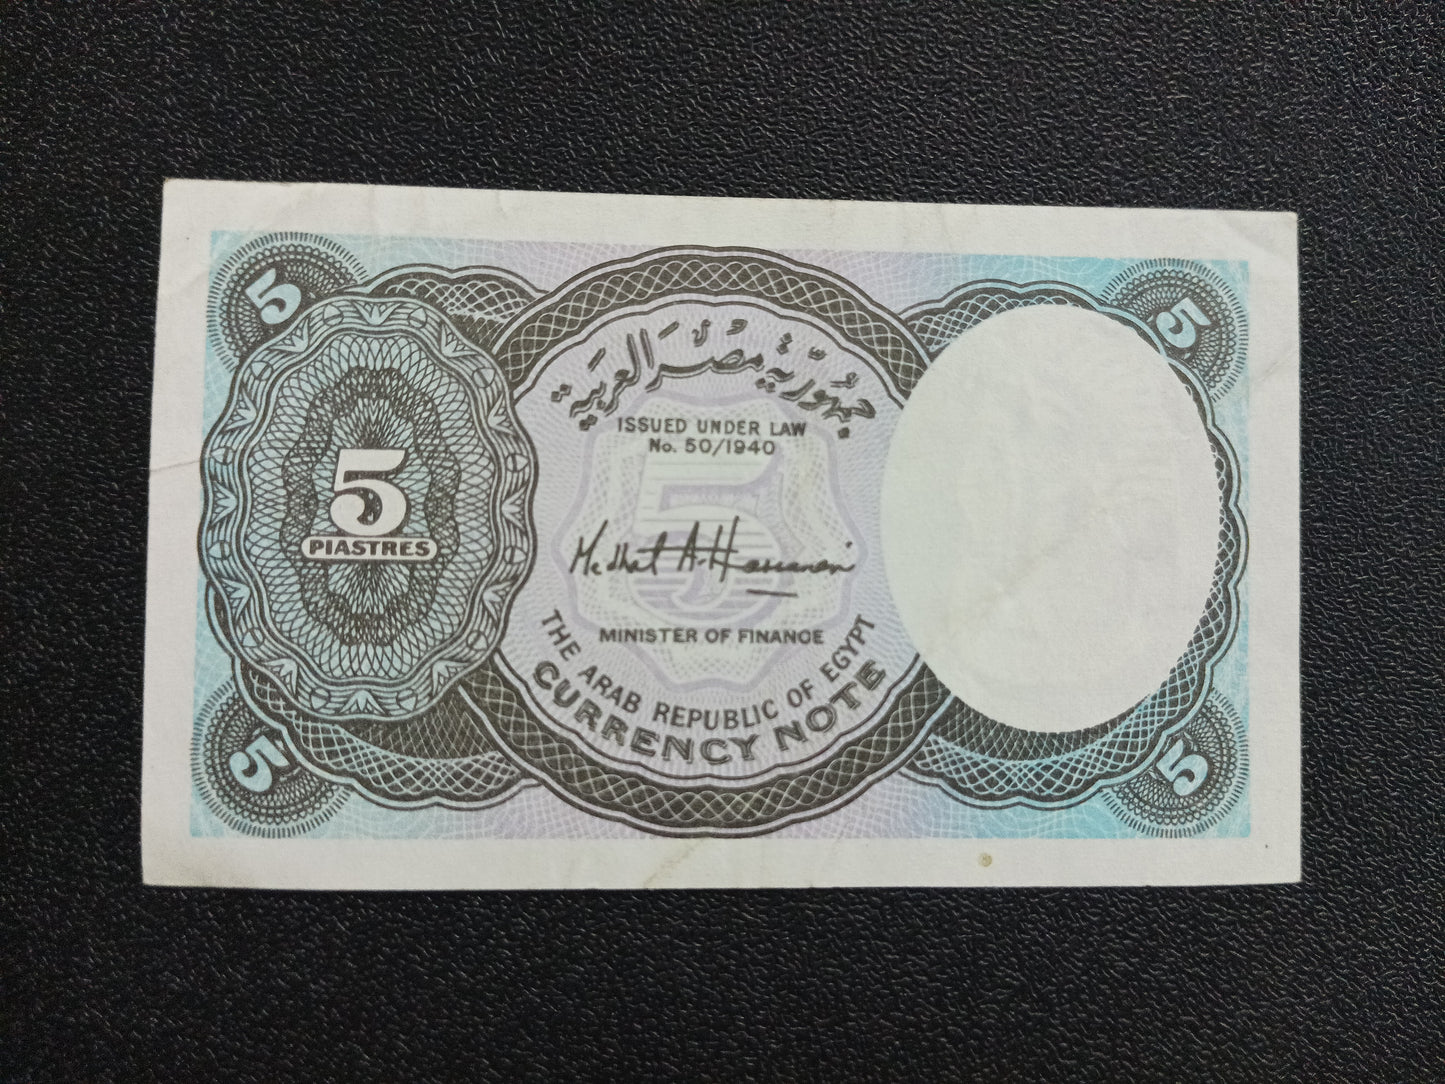 5
5
جمهورية مصر العربية
ISSUED UNDER LAW
No. 50/1940
5
PIASTRES
5
Medhat A. Hassanein
MINISTER OF FINANCE
THE ARAB REPUBLIC OF EGYPT
CURRENCY NOTE
5
5